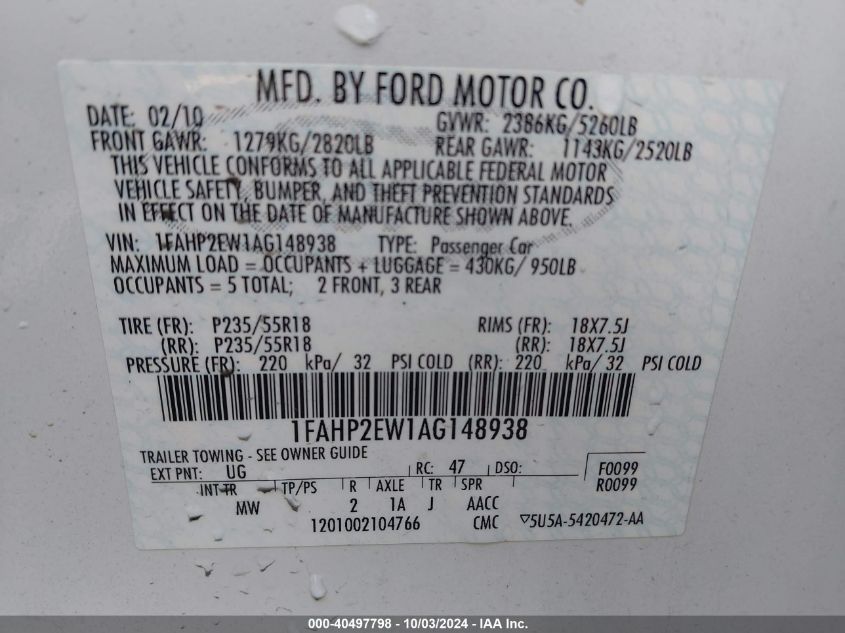 MFD. BY FORD MOTOR CO.
DATE: 02/10 GVWR: 2386KG/5260LB
FRONT GAWR: 1279KG/2820LB REAR GAWR: 1143KG/2520LB
THIS VEHICLE CONFORMS TO ALL APPLICABLE FEDERAL MOTOR
VEHICLE SAFETY, BUMPER, AND THEFT PREVENTION STANDARDS
IN EFFECT ON THE DATE OF MANUFACTURE SHOWN ABOVE.
VIN: 1FAHP2EW1AG148938 TYPE: Passenger Car
MAXIMUM LOAD = OCCUPANTS + LUGGAGE = 430KG/ 950LB
OCCUPANTS = 5 TOTAL; 2 FRONT, 3 REAR
TIRE (FR): P235/55R18 RIMS (FR): 18X7.5J
(RR): P235/55R18 (RR): 18X7.5J
PRESSURE (FR): 220 kPa/ 32 PSI COLD (RR): 220 kPa/ 32 PSI COLD
1FAHP2EW1AG148938
TRAILER TOWING - SEE OWNER GUIDE
EXT PNT: UG RC: 47 DSO: F0099
R0099
INT TR TP/PS R AXLE TR SPR
MW 2 1A J AACC
1201002104766 CMC ▽5U5A-5420472-AA
000-40497798 - 10/03/2024 - IAA Inc.